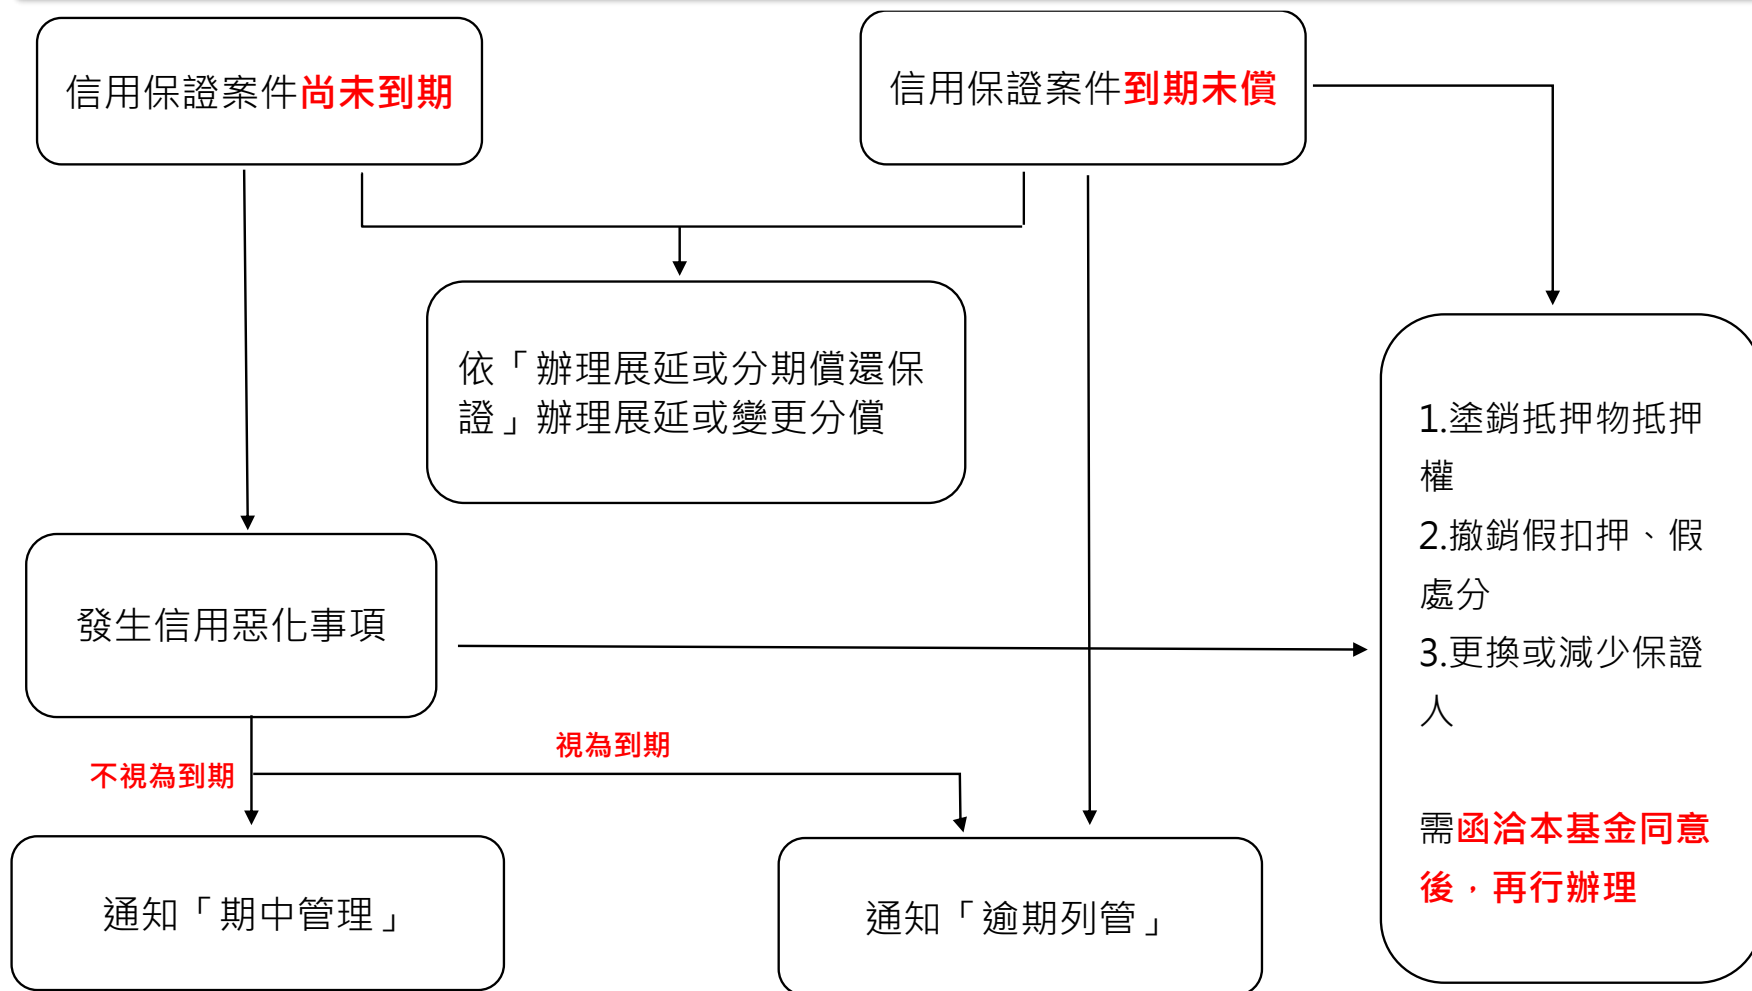 信用保證案件尚未到期
信用保證案件到期未償
依「辦理展延或分期償還保
證」辦理展延或變更分償
1.塗銷抵押物抵押
權
2.撤銷假扣押、假
處分
3.更換或減少保證
人
需函洽本基金同意
後，再行辦理
發生信用惡化事項
視為到期
不視為到期
通知「期中管理」
通知「逾期列管」